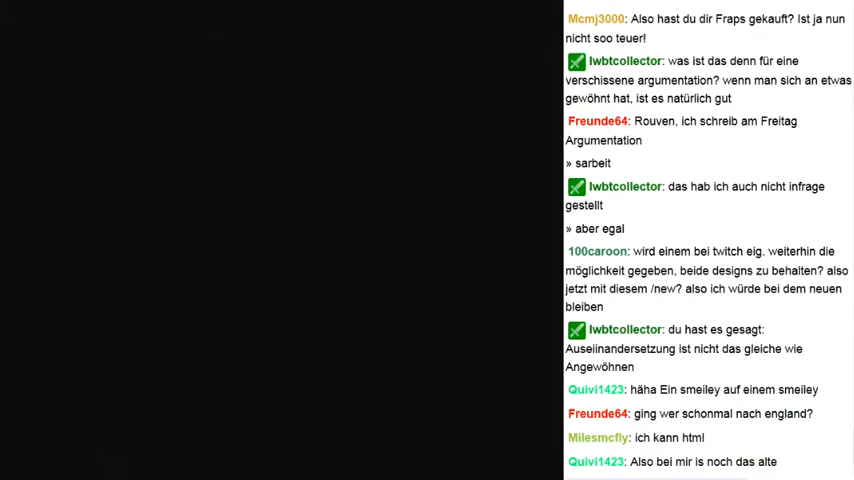 Mcmj3000: Also hast du dir Fraps gekauft? Ist ja nun
nicht soo teuer!
lwbtcollector: was ist das denn für eine
verschissene argumentation? wenn man sich an etwas
gewöhnt hat, ist es natürlich gut
Freunde64: Rouven, ich schreib am Freitag
Argumentation
» sarbeit
lwbtcollector: das hab ich auch nicht infrage
gestellt
» aber egal
100caroon: wird einem bei twitch eig. weiterhin die
möglichkeit gegeben, beide designs zu behalten? also
jetzt mit diesem /new? also ich würde bei dem neuen
bleiben
lwbtcollector: du hast es gesagt:
Auseiinandersetzung ist nicht das gleiche wie
Angewöhnen
Quivi1423: häha Ein smeiley auf einem smeiley
Freunde64: ging wer schonmal nach england?
Milesmcfly: ich kann html
Quivi1423: Also bei mir is noch das alte